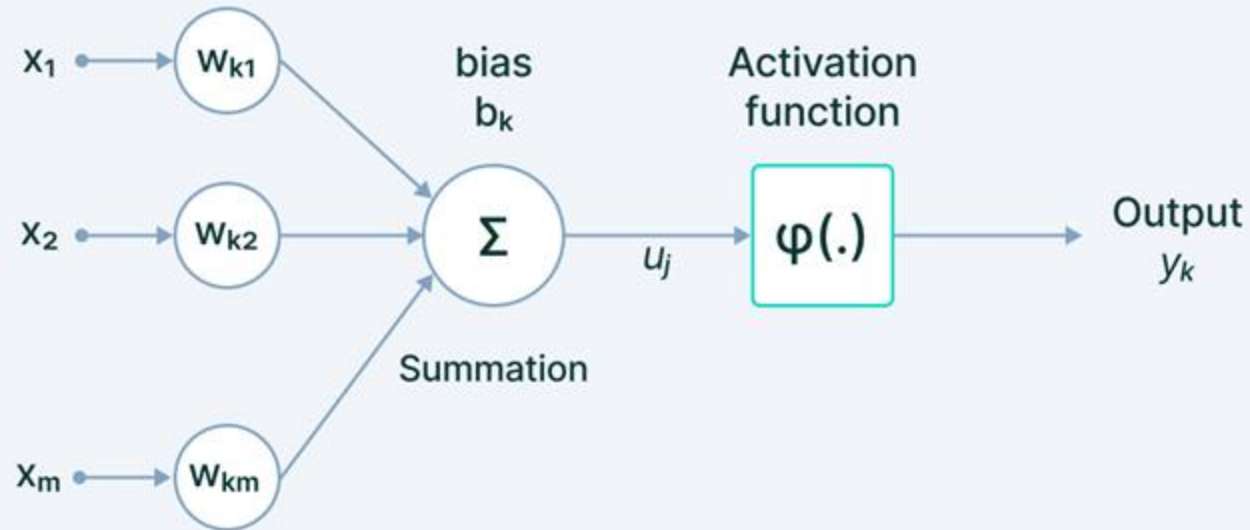 x₁
wₖ₁
bias
bₖ
Activation
function
x₂
wₖ₂
Σ
uⱼ
φ(.)
Output
yₖ
Summation
xₘ
wₖₘ